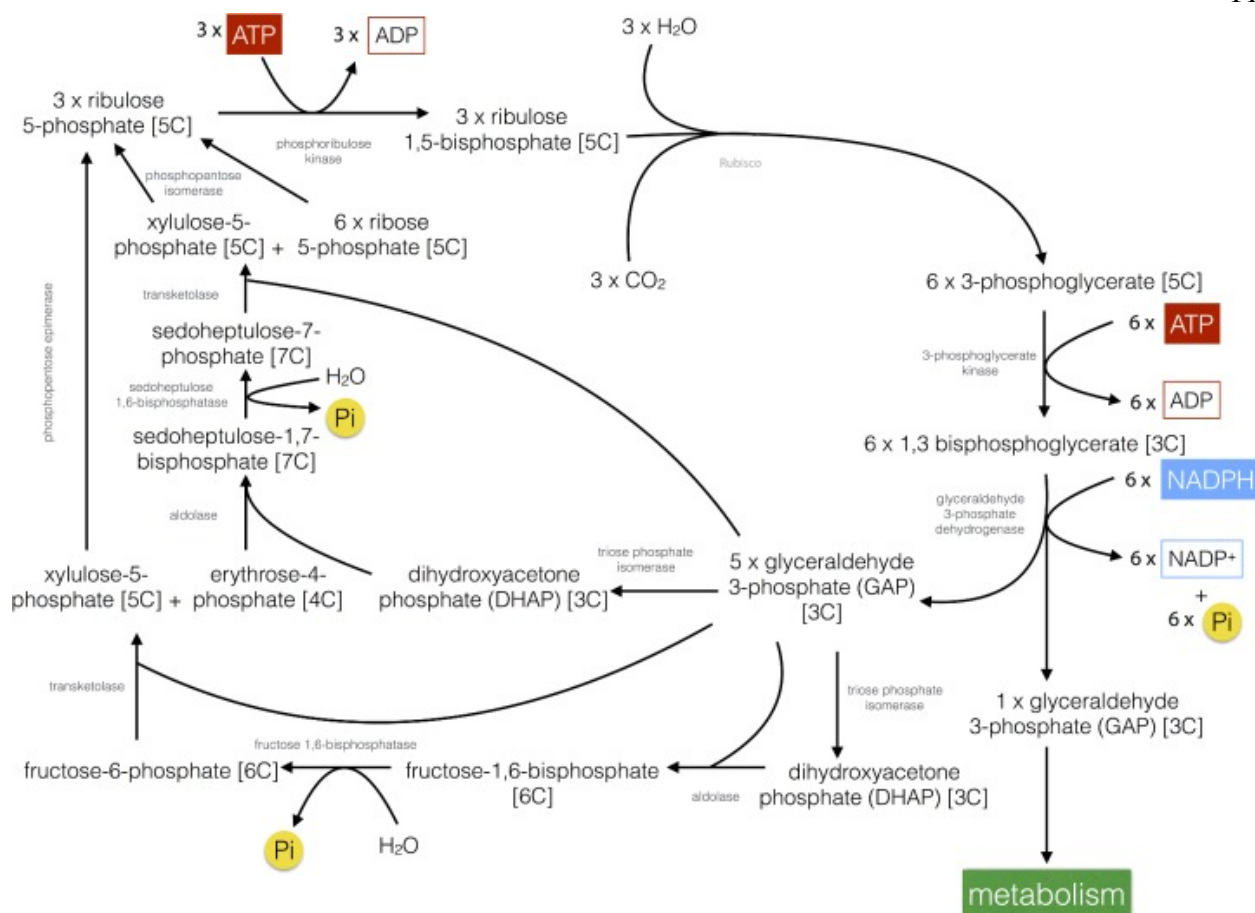 3 x ATP
3 x ADP
3 x H2O
3 x ribulose
5-phosphate [5C]
phosphoribulose
kinase
3 x ribulose
1,5-bisphosphate [5C]
Rubisco
phosphopentose
isomerase
xylulose-5-
phosphate [5C] +
6 x ribose
5-phosphate [5C]
3 x CO2
6 x 3-phosphoglycerate [5C]
transketolase
6 x ATP
3-phosphoglycerate
kinase
6 x ADP
sedoheptulose-7-
phosphate [7C]
sedoheptulose
1,6-bisphosphatase
H2O
Pi
phosphopentose epimerase
sedoheptulose-1,7-
bisphosphate [7C]
6 x 1,3 bisphosphoglycerate [3C]
6 x NADPH
glyceraldehyde
3-phosphate
dehydrogenase
6 x NADP+
+
6 x Pi
aldolase
xylulose-5-
phosphate [5C] +
erythrose-4-
phosphate [4C]
dihydroxyacetone
phosphate (DHAP) [3C]
triose phosphate
isomerase
5 x glyceraldehyde
3-phosphate (GAP)
[3C]
transketolase
triose phosphate
isomerase
1 x glyceraldehyde
3-phosphate (GAP) [3C]
fructose 1,6-bisphosphatase
fructose-6-phosphate [6C]
fructose-1,6-bisphosphate
[6C]
aldolase
dihydroxyacetone
phosphate (DHAP) [3C]
Pi
H2O
metabolism